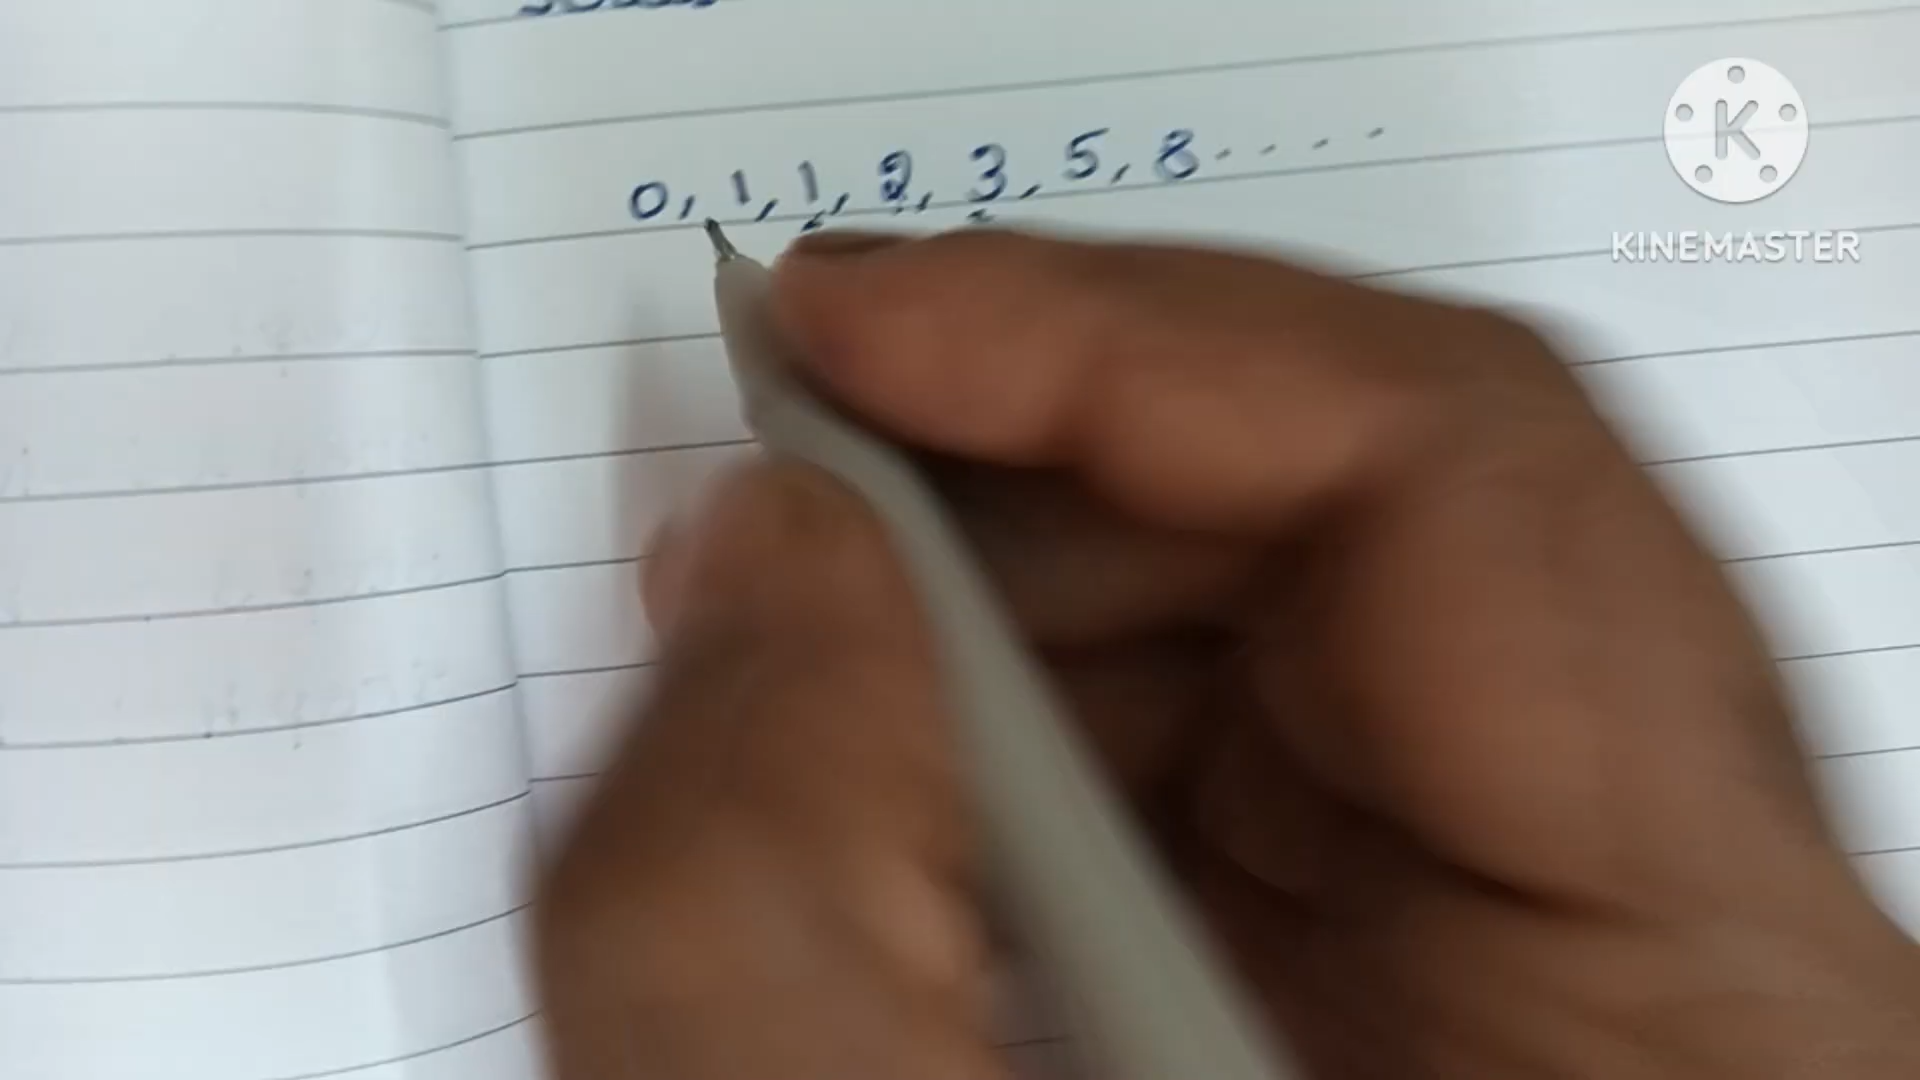 0, 1, 1, 2, 3, 5, 8....
KINEMASTER